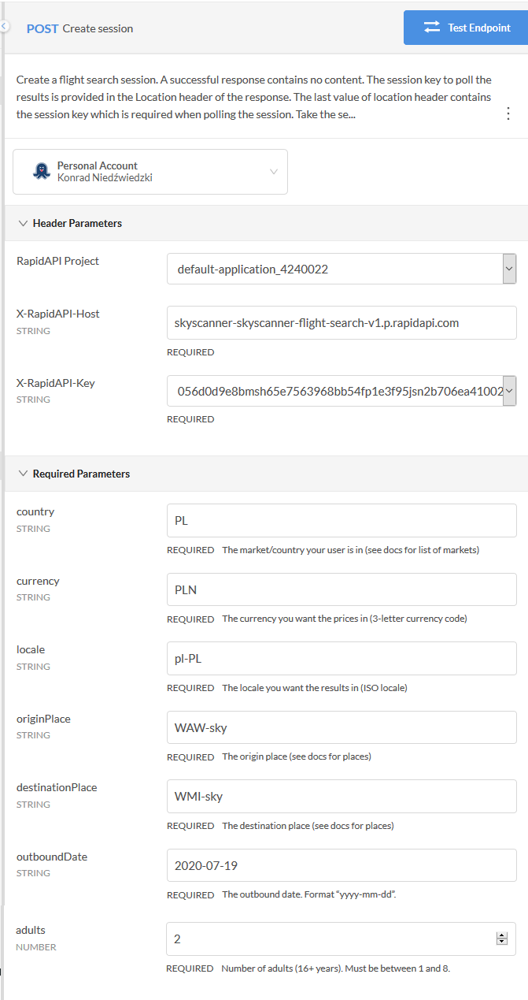 POST Create session
Test Endpoint
Create a flight search session. A successful response contains no content. The session key to poll the
results is provided in the Location header of the response. The last value of location header contains
the session key which is required when polling the session. Take the se...
Personal Account
Konrad Niedźwiedzki
Header Parameters
RapidAPI Project
default-application_4240022
X-RapidAPI-Host
STRING
skyscanner-skyscanner-flight-search-v1.p.rapidapi.com
REQUIRED
X-RapidAPI-Key
STRING
056d0d9e8bmsh65e7563968bb54fp1e3f95jsn2b706ea41002
REQUIRED
Required Parameters
country
STRING
PL
REQUIRED The market/country your user is in (see docs for list of markets)
currency
STRING
PLN
REQUIRED The currency you want the prices in (3-letter currency code)
locale
STRING
pl-PL
REQUIRED The locale you want the results in (ISO locale)
originPlace
STRING
WAW-sky
REQUIRED The origin place (see docs for places)
destinationPlace
STRING
WMI-sky
REQUIRED The destination place (see docs for places)
outboundDate
STRING
2020-07-19
REQUIRED The outbound date. Format “yyyy-mm-dd”.
adults
NUMBER
2
REQUIRED Number of adults (16+ years). Must be between 1 and 8.